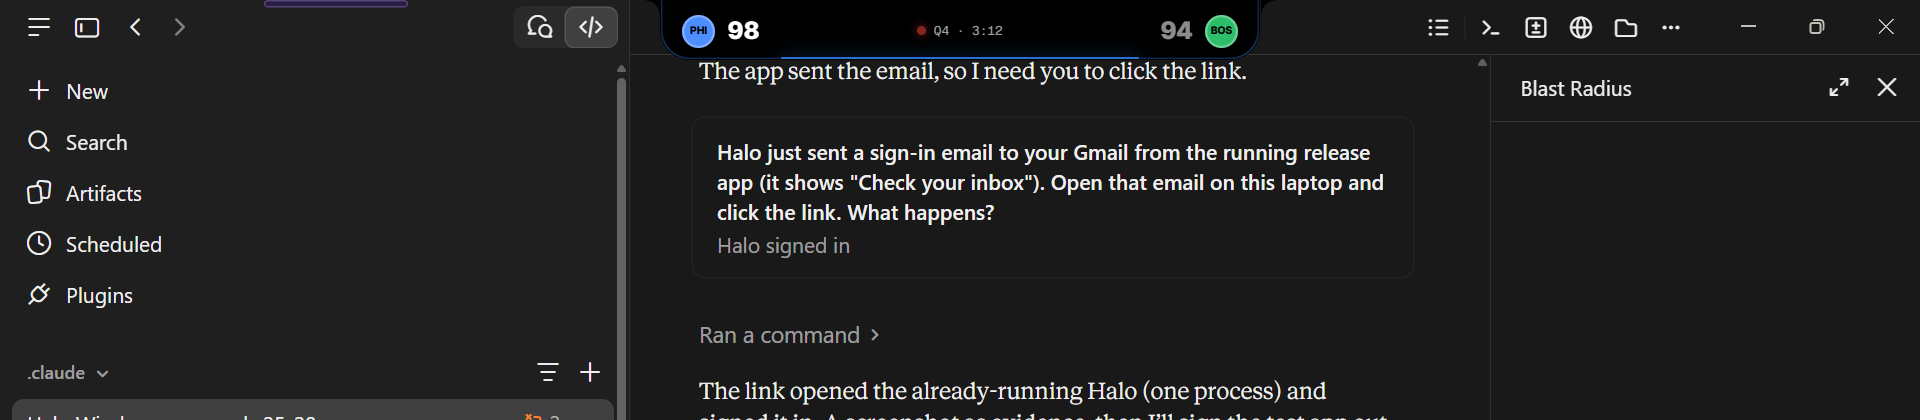 PHI 98 Q4 · 3:12 94 BOS
New
Search
Artifacts
Scheduled
Plugins
.claude
The app sent the email, so I need you to click the link.
Halo just sent a sign-in email to your Gmail from the running release
app (it shows "Check your inbox"). Open that email on this laptop and
click the link. What happens?
Halo signed in
Ran a command
The link opened the already-running Halo (one process) and
Blast Radius